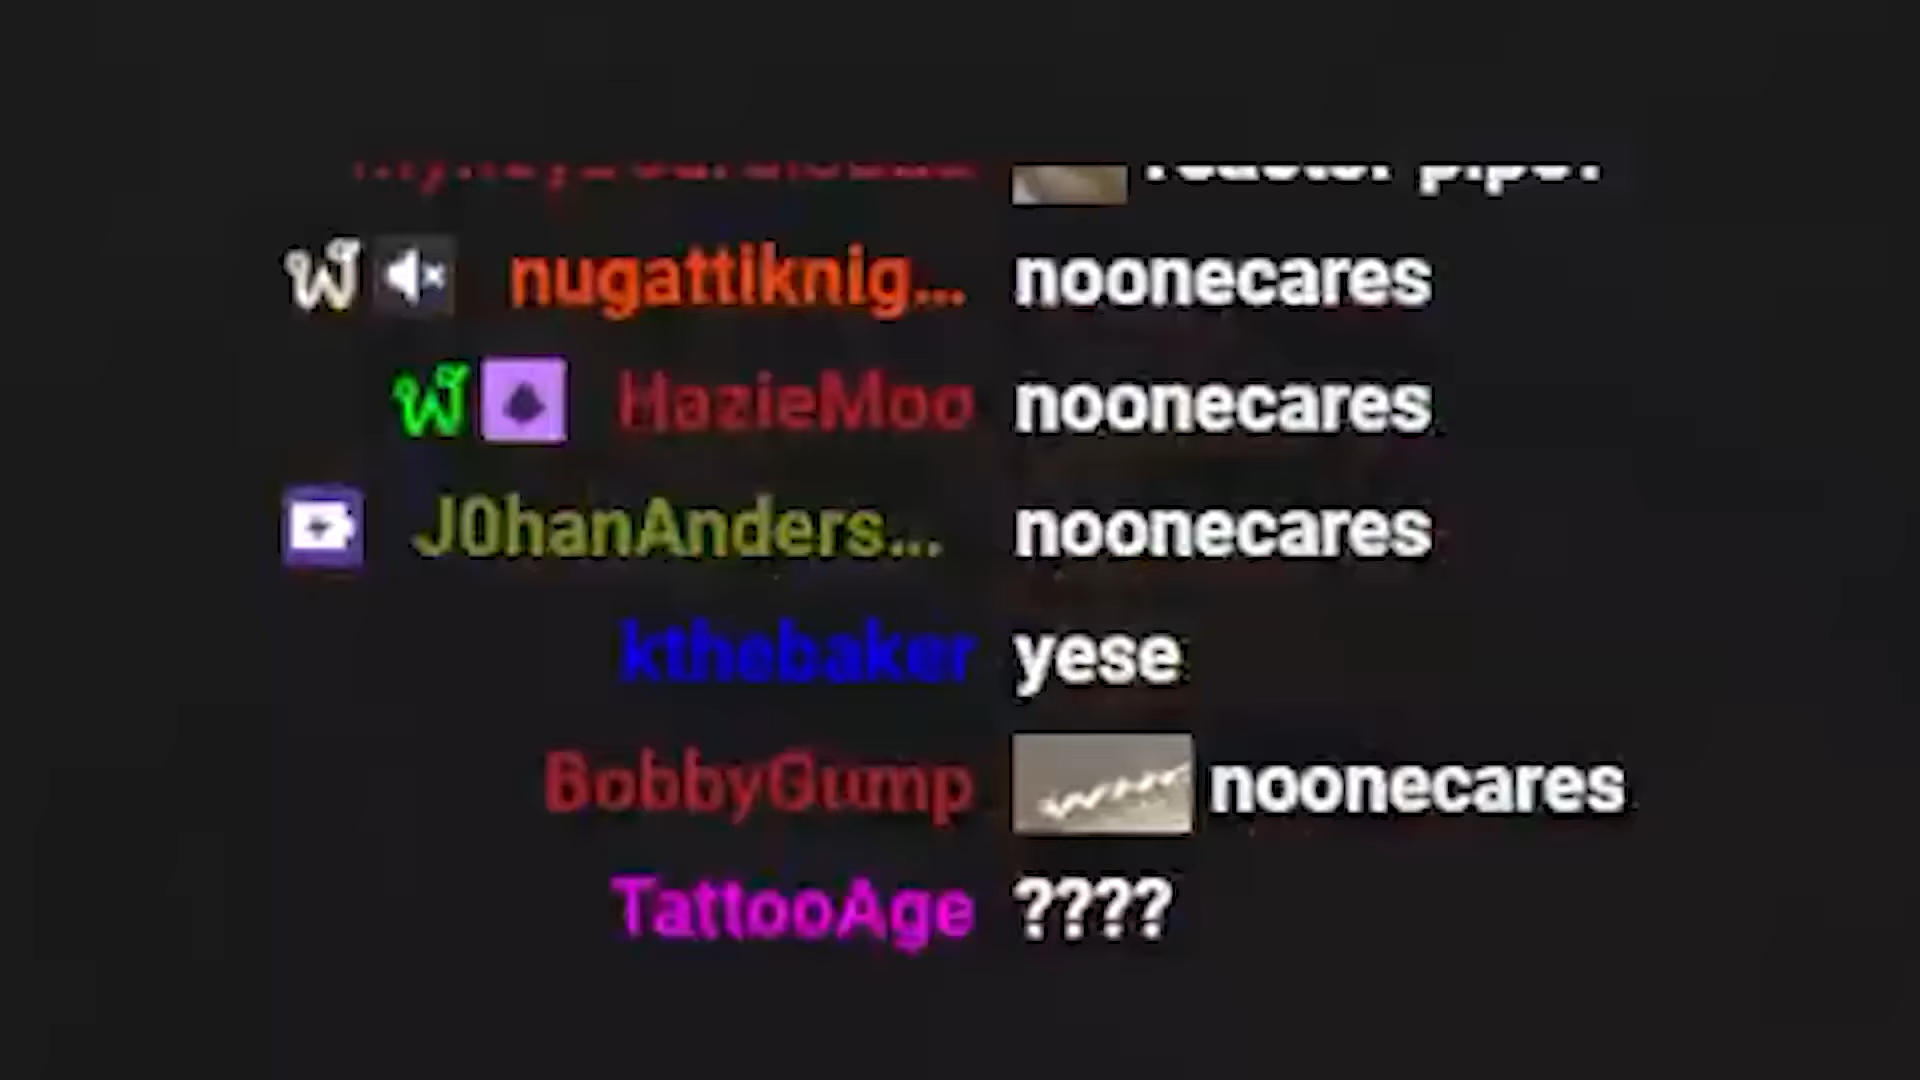 nugattiknig... noonecares
HazieMoo noonecares
J0hanAnders... noonecares
kthebaker yese
BobbyGump noonecares
TattooAge ????